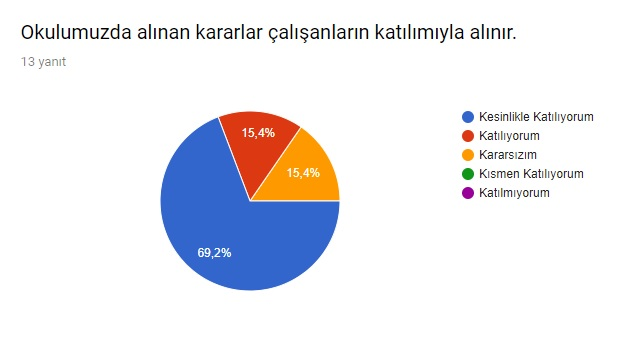 Okulumuzda alınan kararlar çalışanların katılımıyla alınır.
13 yanıt
Kesinlikle Katılıyorum
Katılıyorum
Kararsızım
Kısmen Katılıyorum
Katılmıyorum
15,4%
15,4%
69,2%